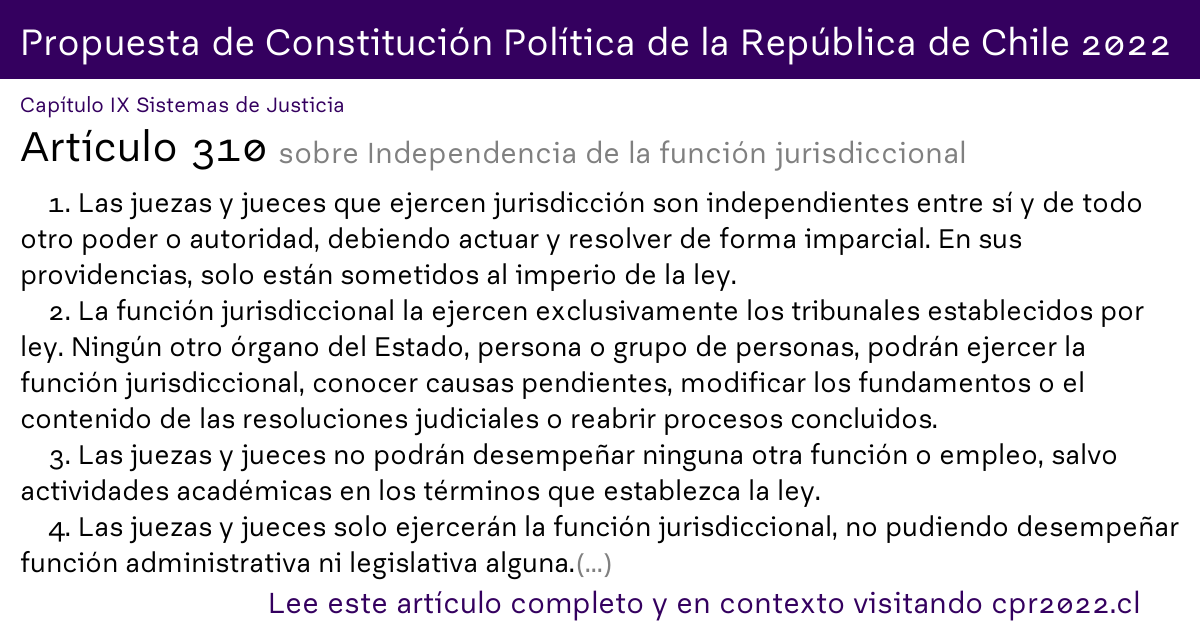 Propuesta de Constitución Política de la República de Chile 2022
Capítulo IX Sistemas de Justicia
Artículo 310 sobre Independencia de la función jurisdiccional
1. Las juezas y jueces que ejercen jurisdicción son independientes entre sí y de todo
otro poder o autoridad, debiendo actuar y resolver de forma imparcial. En sus
providencias, solo están sometidos al imperio de la ley.
2. La función jurisdiccional la ejercen exclusivamente los tribunales establecidos por
ley. Ningún otro órgano del Estado, persona o grupo de personas, podrán ejercer la
función jurisdiccional, conocer causas pendientes, modificar los fundamentos o el
contenido de las resoluciones judiciales o reabrir procesos concluidos.
3. Las juezas y jueces no podrán desempeñar ninguna otra función o empleo, salvo
actividades académicas en los términos que establezca la ley.
4. Las juezas y jueces solo ejercerán la función jurisdiccional, no pudiendo desempeñar
función administrativa ni legislativa alguna.(...)
Lee este artículo completo y en contexto visitando cpr2022.cl